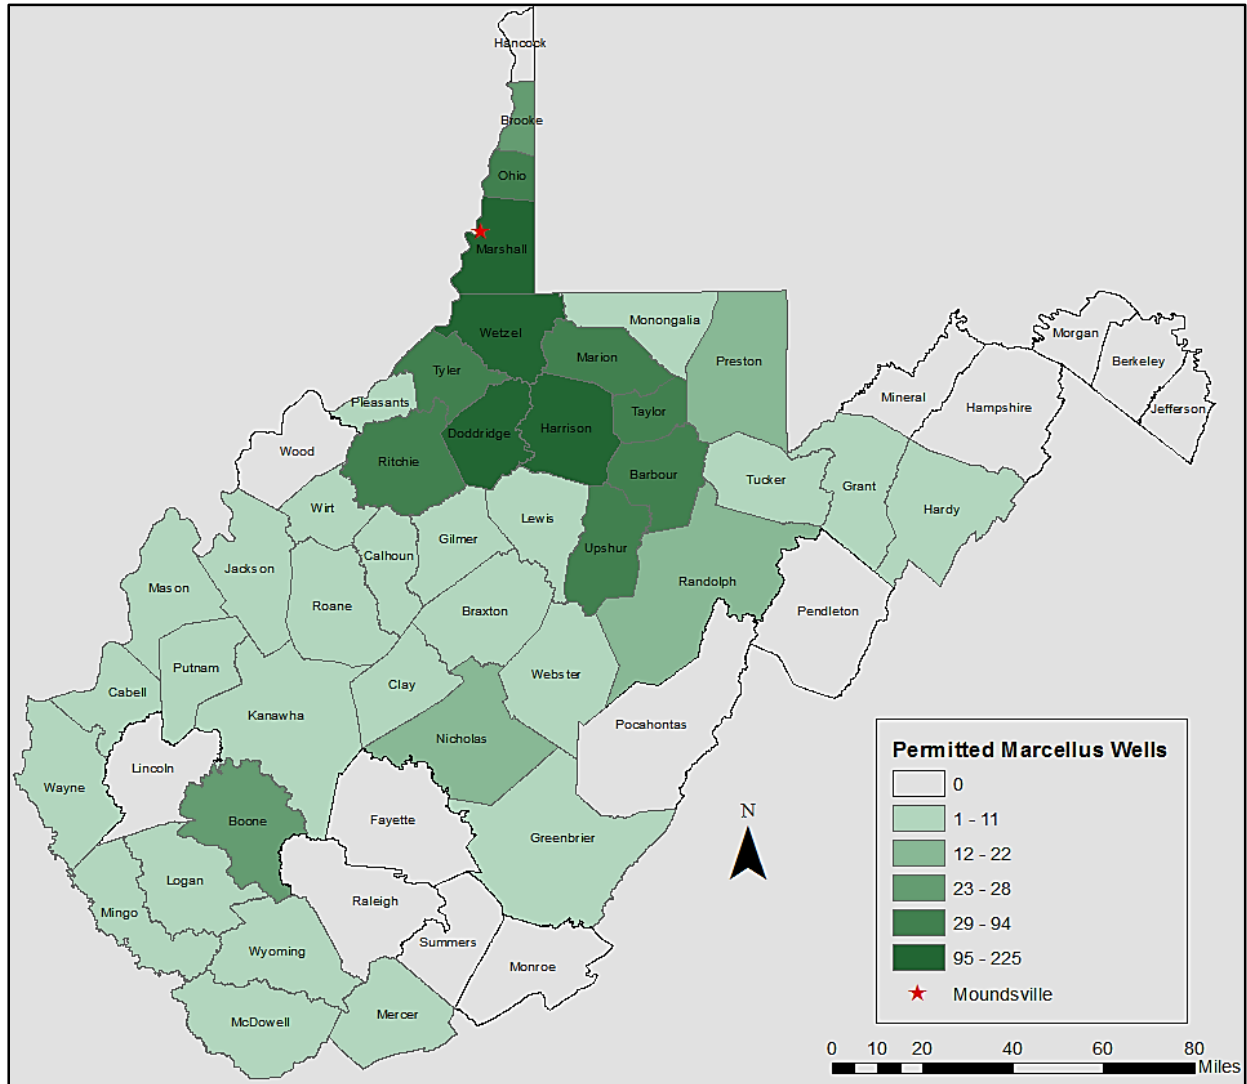 Hancock
Brooke
Ohio
Marshall
Wetzel
Monongalia
Marion
Preston
Tyler
Pleasants
Taylor
Doddridge
Harrison
Wood
Ritchie
Barbour
Tucker
Grant
Hardy
Mineral
Hampshire
Morgan
Berkeley
Jefferson
Wirt
Lewis
Gilmer
Calhoun
Upshur
Jackson
Mason
Roane
Braxton
Randolph
Pendleton
Putnam
Cabell
Kanawha
Clay
Webster
Pocahontas
Nicholas
Lincoln
Wayne
Boone
Fayette
Greenbrier
Logan
Raleigh
Mingo
Summers
Wyoming
Monroe
McDowell
Mercer
N
Permitted Marcellus Wells
0
1 - 11
12 - 22
23 - 28
29 - 94
95 - 225
Moundsville
0 10 20 40 60 80
Miles